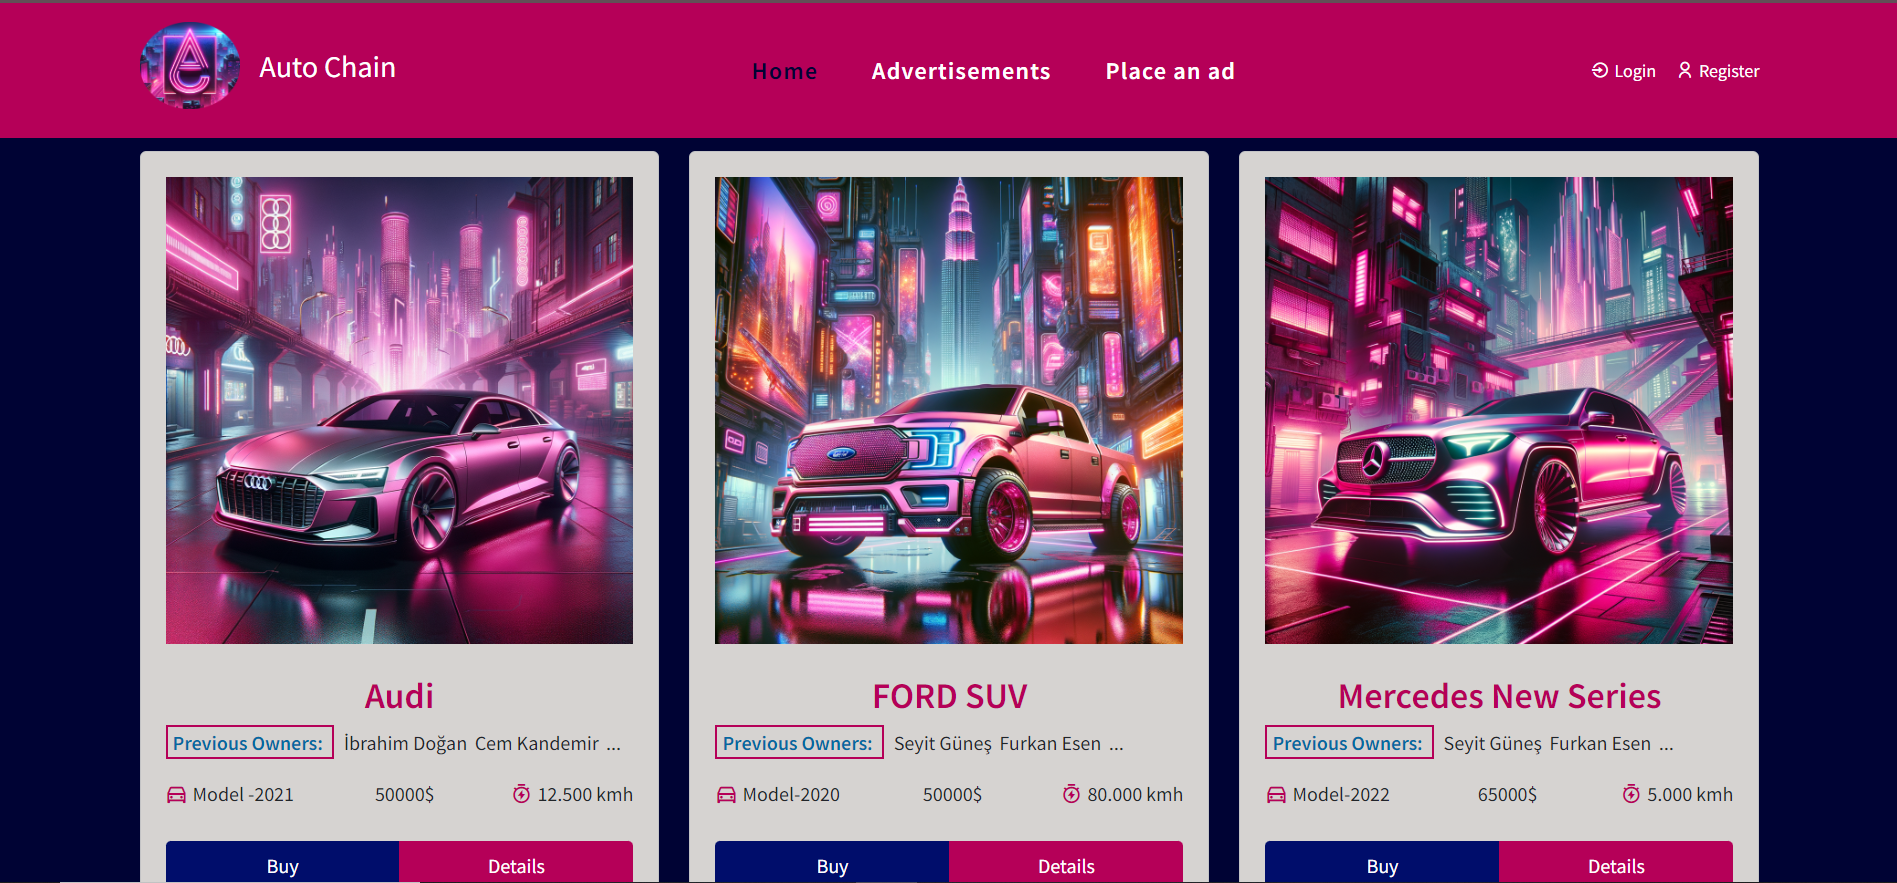 Auto Chain
Home Advertisements Place an ad
Login Register
Audi
Previous Owners: İbrahim Doğan Cem Kandemir ...
Model -2021 50000$ 12.500 kmh
Buy Details
FORD SUV
Previous Owners: Seyit Güneş Furkan Esen ...
Model-2020 50000$ 80.000 kmh
Buy Details
Mercedes New Series
Previous Owners: Seyit Güneş Furkan Esen ...
Model-2022 65000$ 5.000 kmh
Buy Details